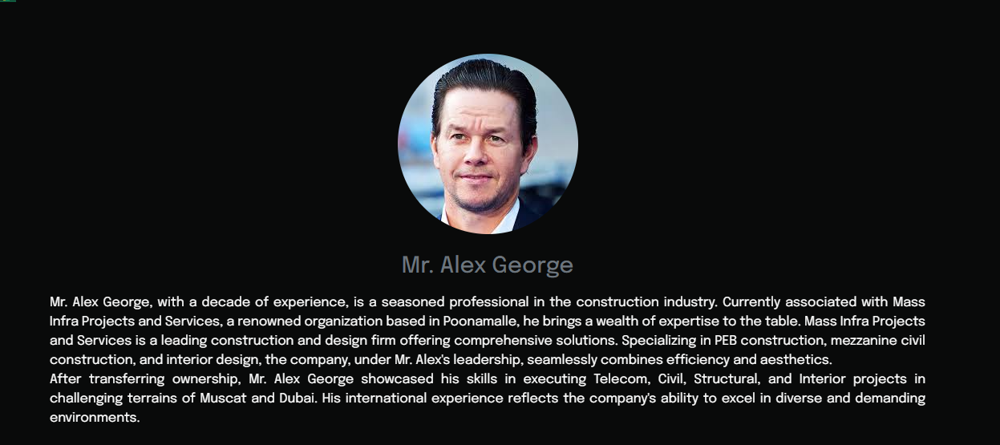 Mr. Alex George
Mr. Alex George, with a decade of experience, is a seasoned professional in the construction industry. Currently associated with Mass
Infra Projects and Services, a renowned organization based in Poonamalle, he brings a wealth of expertise to the table. Mass Infra Projects
and Services is a leading construction and design firm offering comprehensive solutions. Specializing in PEB construction, mezzanine civil
construction, and interior design, the company, under Mr. Alex's leadership, seamlessly combines efficiency and aesthetics.
After transferring ownership, Mr. Alex George showcased his skills in executing Telecom, Civil, Structural, and Interior projects in
challenging terrains of Muscat and Dubai. His international experience reflects the company's ability to excel in diverse and demanding
environments.